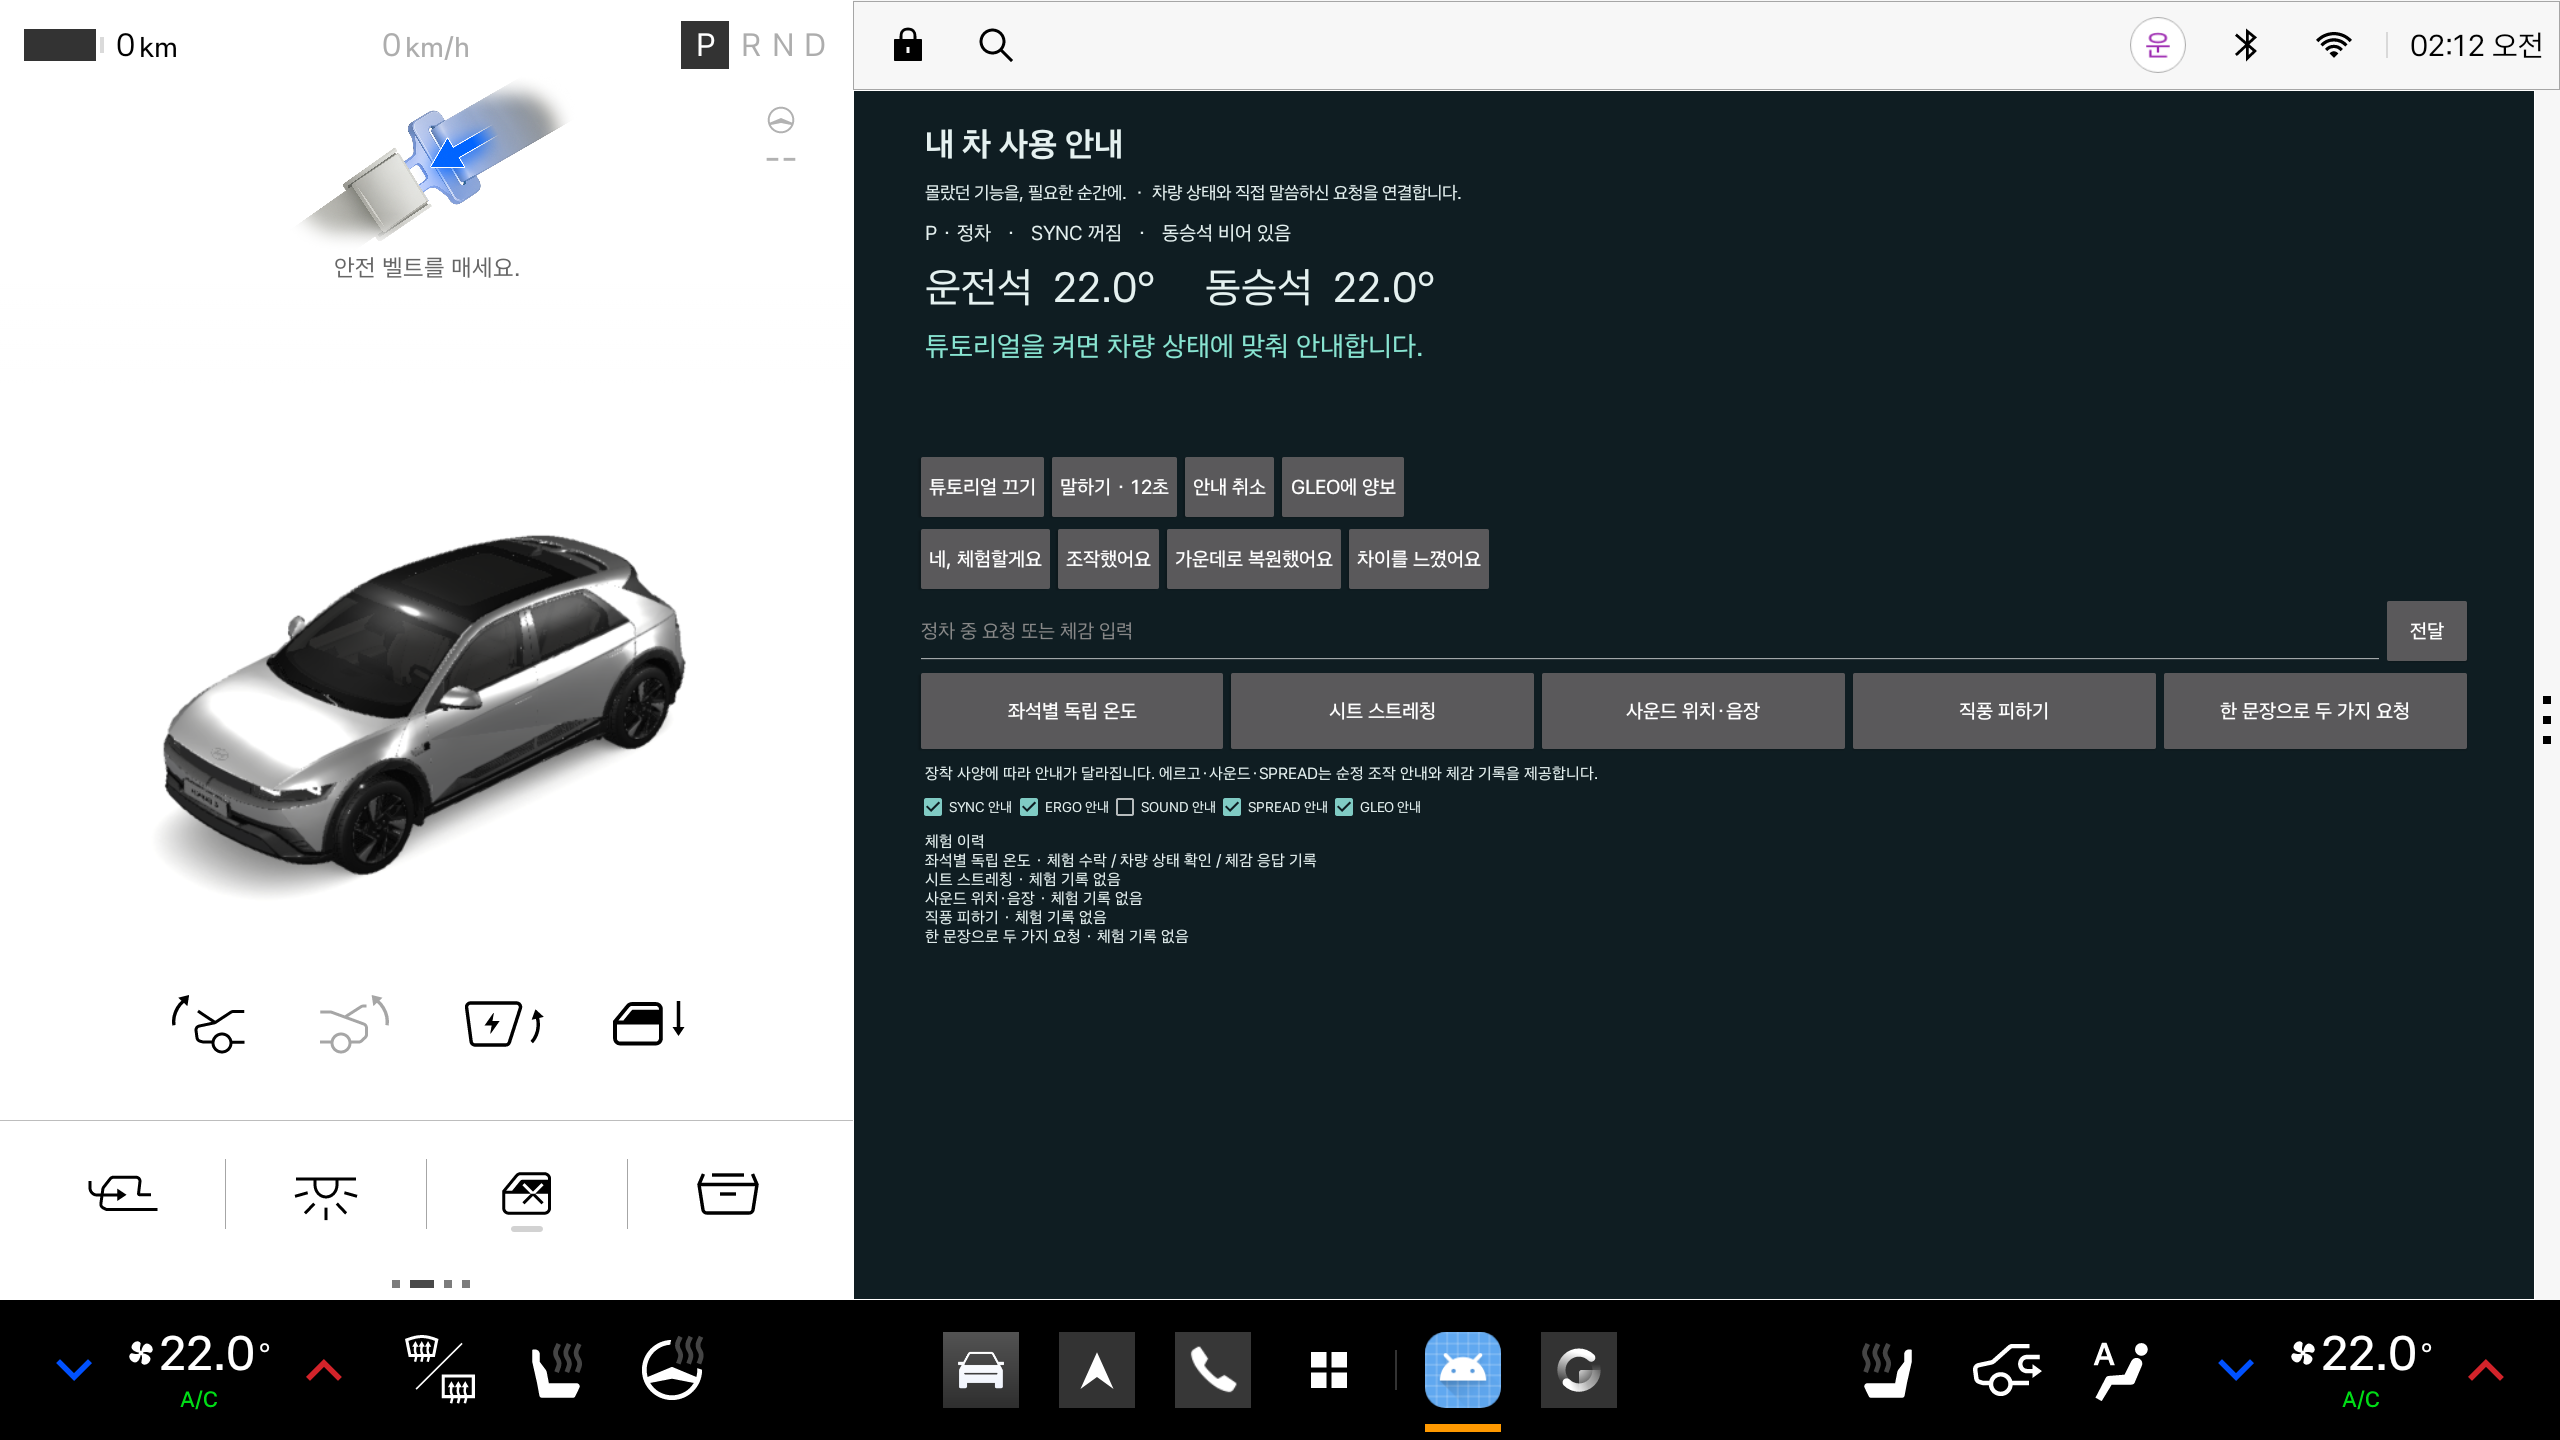 0 km
0 km/h
P R N D
안전 벨트를 매세요.
운
02:12 오전
내 차 사용 안내
몰랐던 기능을, 필요한 순간에. · 차량 상태와 직접 말씀하신 요청을 연결합니다.
P · 정차 · SYNC 꺼짐 · 동승석 비어 있음
운전석 22.0° 동승석 22.0°
튜토리얼을 켜면 차량 상태에 맞춰 안내합니다.
튜토리얼 끄기 말하기 · 12초 안내 취소 GLEO에 양보
네, 체험할게요 조작했어요 가운데로 복원했어요 차이를 느꼈어요
정차 중 요청 또는 체감 입력 전달
좌석별 독립 온도 시트 스트레칭 사운드 위치·음장 직풍 피하기 한 문장으로 두 가지 요청
장착 사양에 따라 안내가 달라집니다. 에르고·사운드·SPREAD는 순정 조작 안내와 체감 기록을 제공합니다.
SYNC 안내 ERGO 안내 SOUND 안내 SPREAD 안내 GLEO 안내
체험 이력
좌석별 독립 온도 · 체험 수락 / 차량 상태 확인 / 체감 응답 기록
시트 스트레칭 · 체험 기록 없음
사운드 위치·음장 · 체험 기록 없음
직풍 피하기 · 체험 기록 없음
한 문장으로 두 가지 요청 · 체험 기록 없음
22.0°
A/C
A
22.0°
A/C